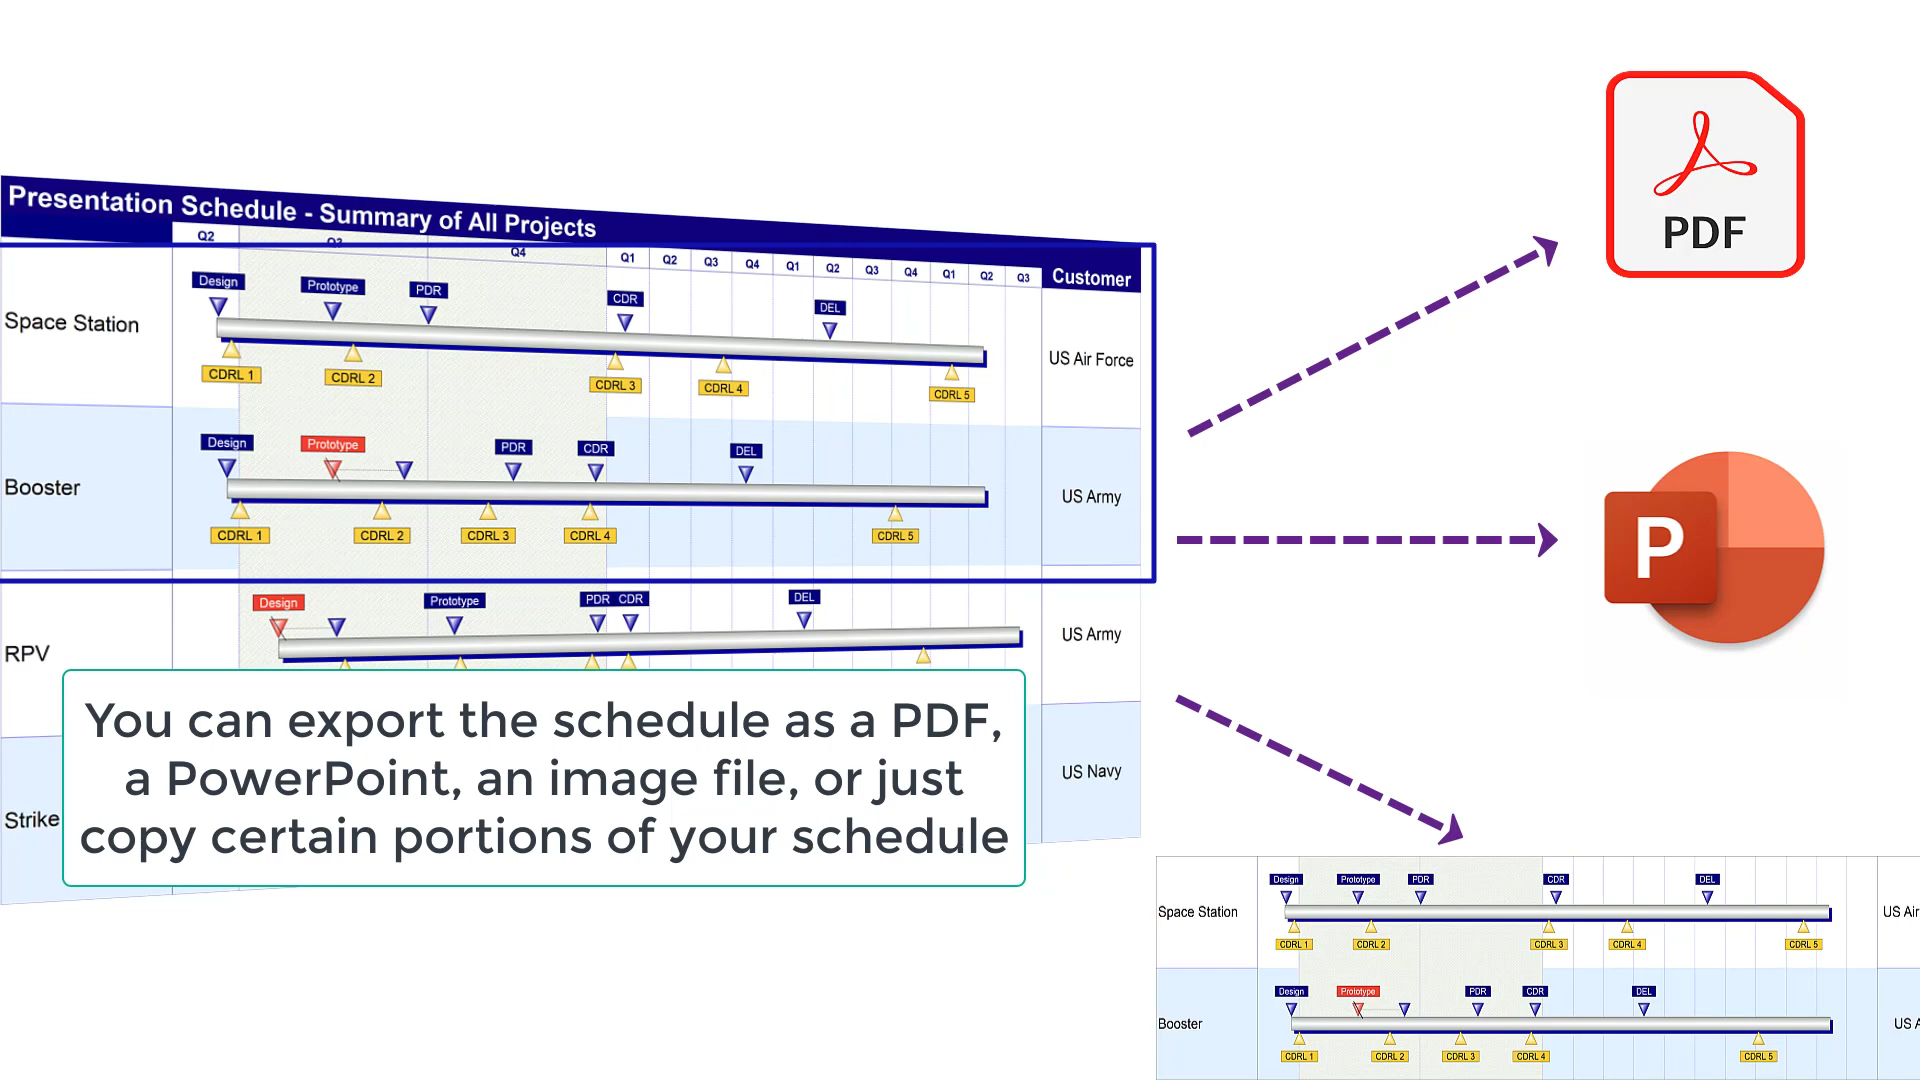 Presentation Schedule - Summary of All Projects
Q2 Q3 Q4 Q1 Q2 Q3 Q4 Q1 Q2 Q3 Q4 Q1 Q2 Q3 Customer
Design Prototype PDR CDR DEL
Space Station
US Air Force
CDRL 1 CDRL 2 CDRL 3 CDRL 4 CDRL 5
Design Prototype PDR CDR DEL
Booster
US Army
CDRL 1 CDRL 2 CDRL 3 CDRL 4 CDRL 5
Design Prototype PDR CDR DEL
RPV
US Army
Strike
US Navy
You can export the schedule as a PDF,
a PowerPoint, an image file, or just
copy certain portions of your schedule
PDF
P
Design Prototype PDR CDR DEL
Space Station
US Air
CDRL 1 CDRL 2 CDRL 3 CDRL 4 CDRL 5
Design Prototype PDR CDR DEL
Booster
US A
CDRL 1 CDRL 2 CDRL 3 CDRL 4 CDRL 5